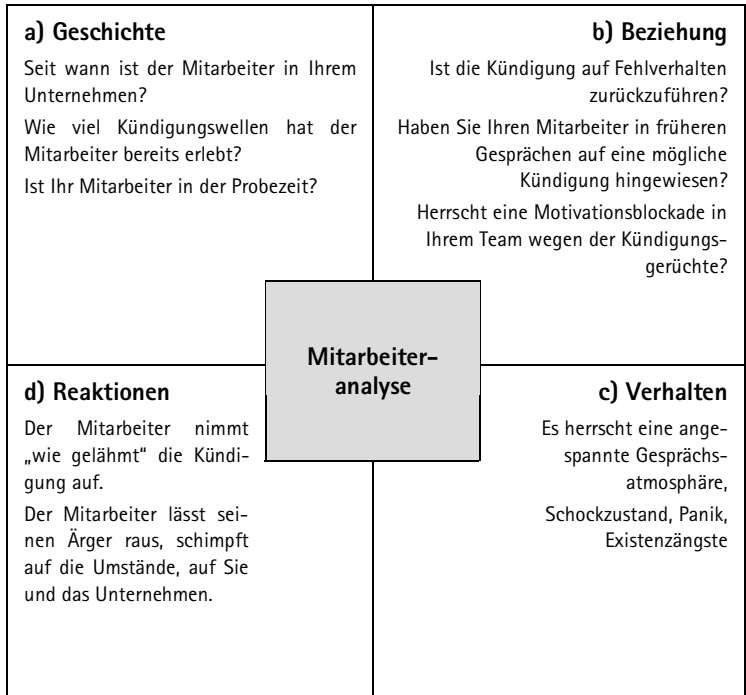 a) Geschichte
Seit wann ist der Mitarbeiter in Ihrem
Unternehmen?
Wie viel Kündigungswellen hat der
Mitarbeiter bereits erlebt?
Ist Ihr Mitarbeiter in der Probezeit?
b) Beziehung
Ist die Kündigung auf Fehlverhalten
zurückzuführen?
Haben Sie Ihren Mitarbeiter in früheren
Gesprächen auf eine mögliche
Kündigung hingewiesen?
Herrscht eine Motivationsblockade in
Ihrem Team wegen der Kündigungs-
gerüchte?
Mitarbeiter-
analyse
d) Reaktionen
Der Mitarbeiter nimmt
„wie gelähmt“ die Kündi-
gung auf.
Der Mitarbeiter lässt sei-
nen Ärger raus, schimpft
auf die Umstände, auf Sie
und das Unternehmen.
c) Verhalten
Es herrscht eine ange-
spannte Gesprächs-
atmosphäre,
Schockzustand, Panik,
Existenzängste